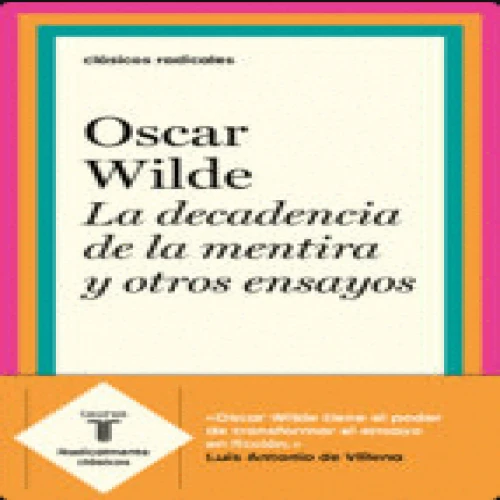 clásicos radicales
Oscar
Wilde
La decadencia
de la mentira
y otros ensayos
taurus
T
Radicalmente
clásicos
«Oscar Wilde tiene el poder
de transformar el ensayo
en ficción.»
Luis Antonio de Villena